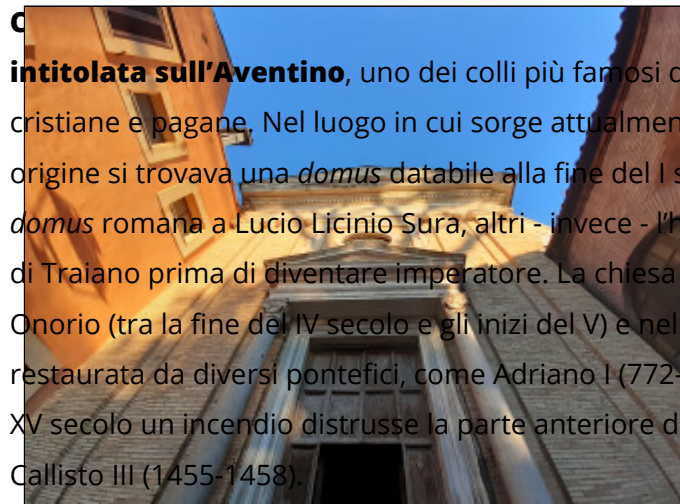 intitolata sull'Aventino, uno dei colli più famosi d
cristiane e pagane. Nel luogo in cui sorge attualmen
origine si trovava una domus databile alla fine del I s
domus romana a Lucio Licinio Sura, altri - invece - l'h
di Traiano prima di diventare imperatore. La chiesa
Onorio (tra la fine del IV secolo e gli inizi del V) e nel
restaurata da diversi pontefici, come Adriano I (772-
XV secolo un incendio distrusse la parte anteriore d
Callisto III (1455-1458).